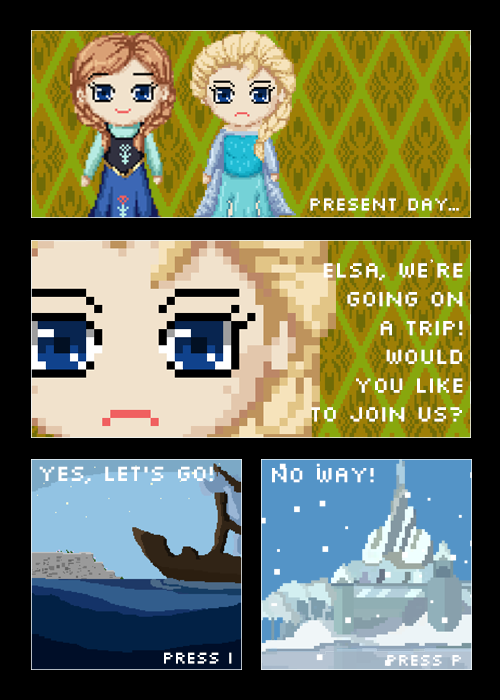 PRESENT DAY...
ELSA, WE'RE
GOING ON
A TRIP!
WOULD
YOU LIKE
TO JOIN US?
YES, LET'S GO!
PRESS I
NO WAY!
PRESS P